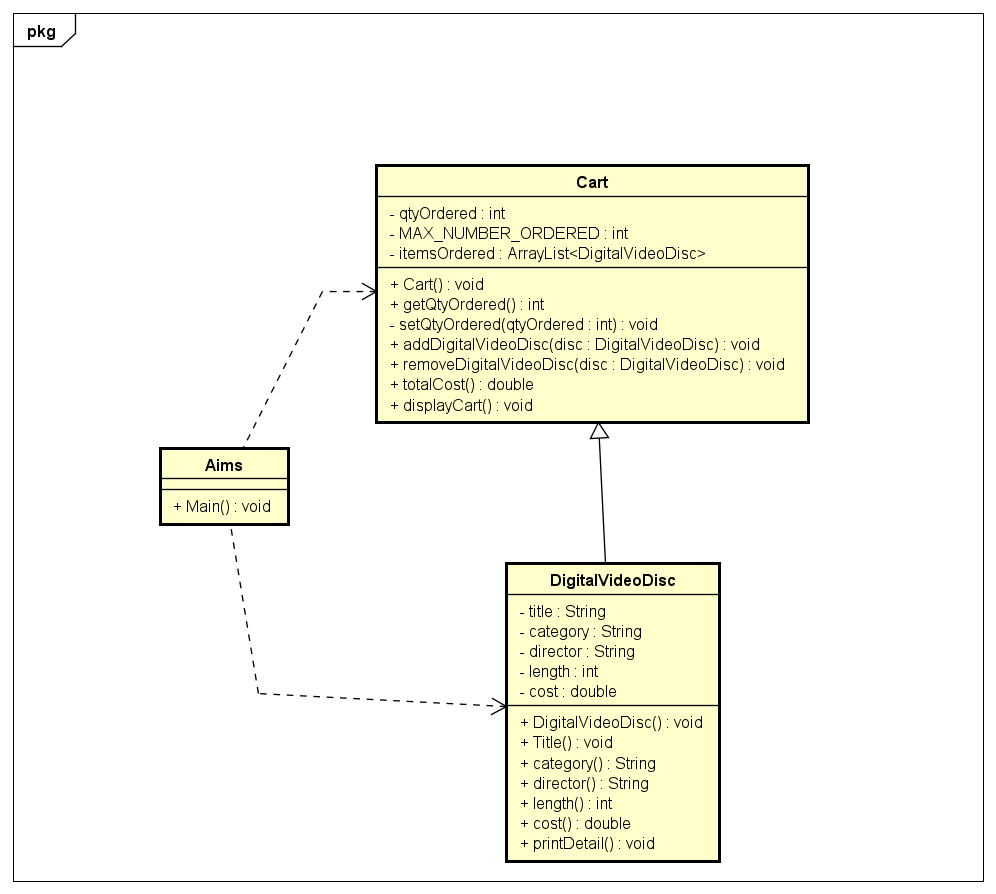 pkg
Cart
- qtyOrdered : int
- MAX_NUMBER_ORDERED : int
- itemsOrdered : ArrayList<DigitalVideoDisc>
+ Cart() : void
+ getQtyOrdered() : int
- setQtyOrdered(qtyOrdered : int) : void
+ addDigitalVideoDisc(disc : DigitalVideoDisc) : void
+ removeDigitalVideoDisc(disc : DigitalVideoDisc) : void
+ totalCost() : double
+ displayCart() : void
Aims
+ Main() : void
DigitalVideoDisc
- title : String
- category : String
- director : String
- length : int
- cost : double
+ DigitalVideoDisc() : void
+ Title() : void
+ category() : String
+ director() : String
+ length() : int
+ cost() : double
+ printDetail() : void